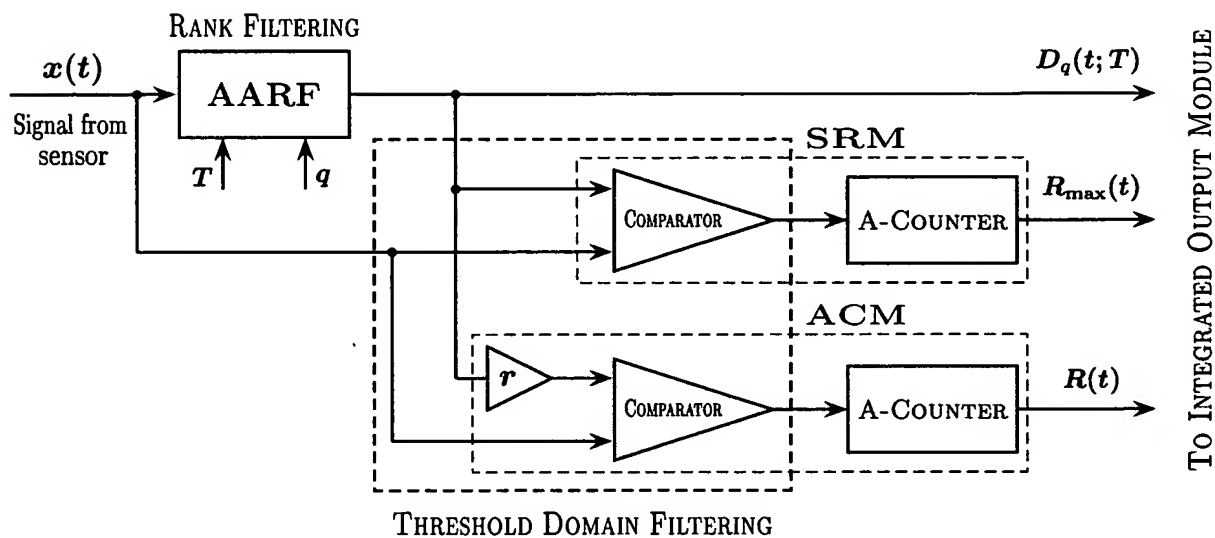 RANK FILTERING
x(t)
AARF
D_q(t;T)
Signal from
sensor
T
q
SRM
COMPARATOR
A-COUNTER
R_max(t)
ACM
r
COMPARATOR
A-COUNTER
R(t)
THRESHOLD DOMAIN FILTERING
TO INTEGRATED OUTPUT MODULE